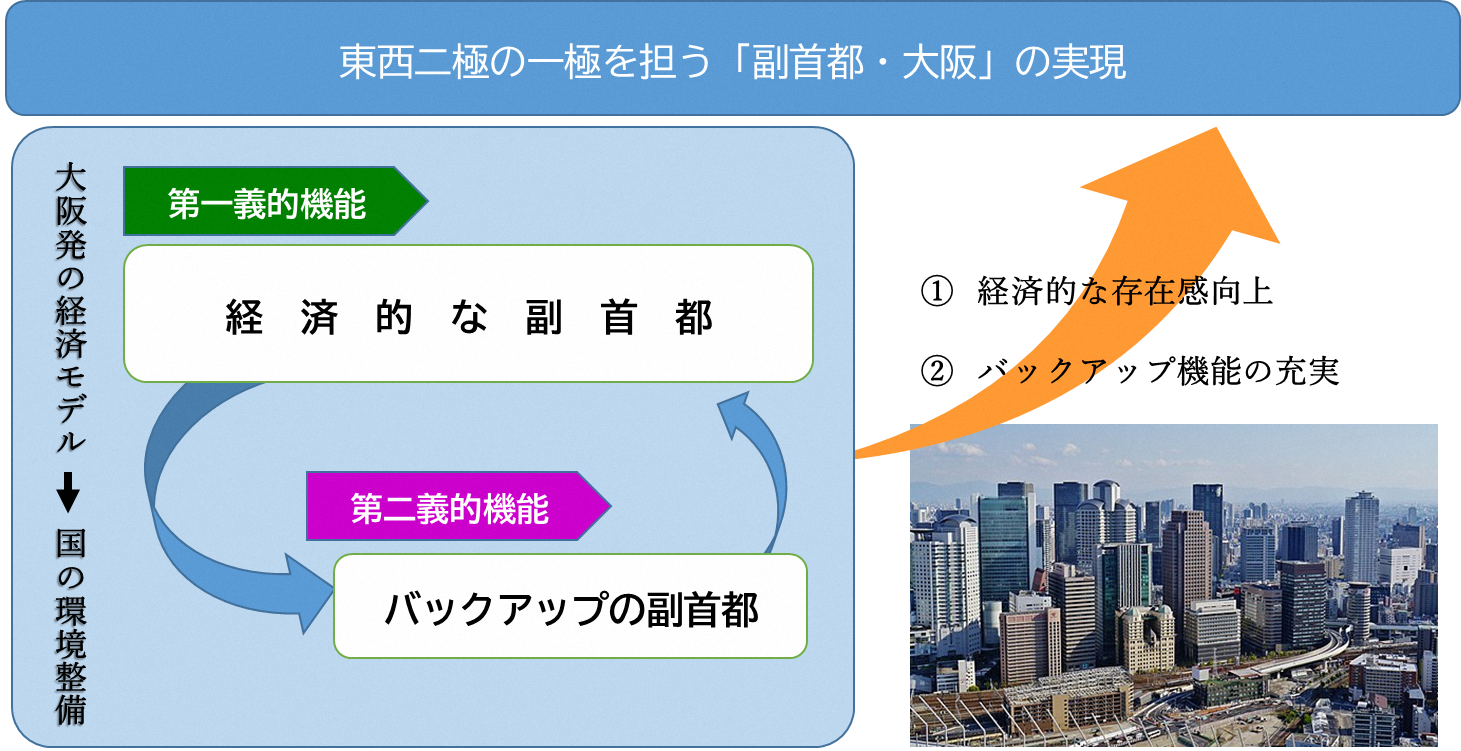 東西二極の一極を担う「副首都・大阪」の実現
大阪発の経済モデル
国の環境整備
第一義的機能
経済的な副首都
第二義的機能
バックアップの副首都
① 経済的な存在感向上
② バックアップ機能の充実